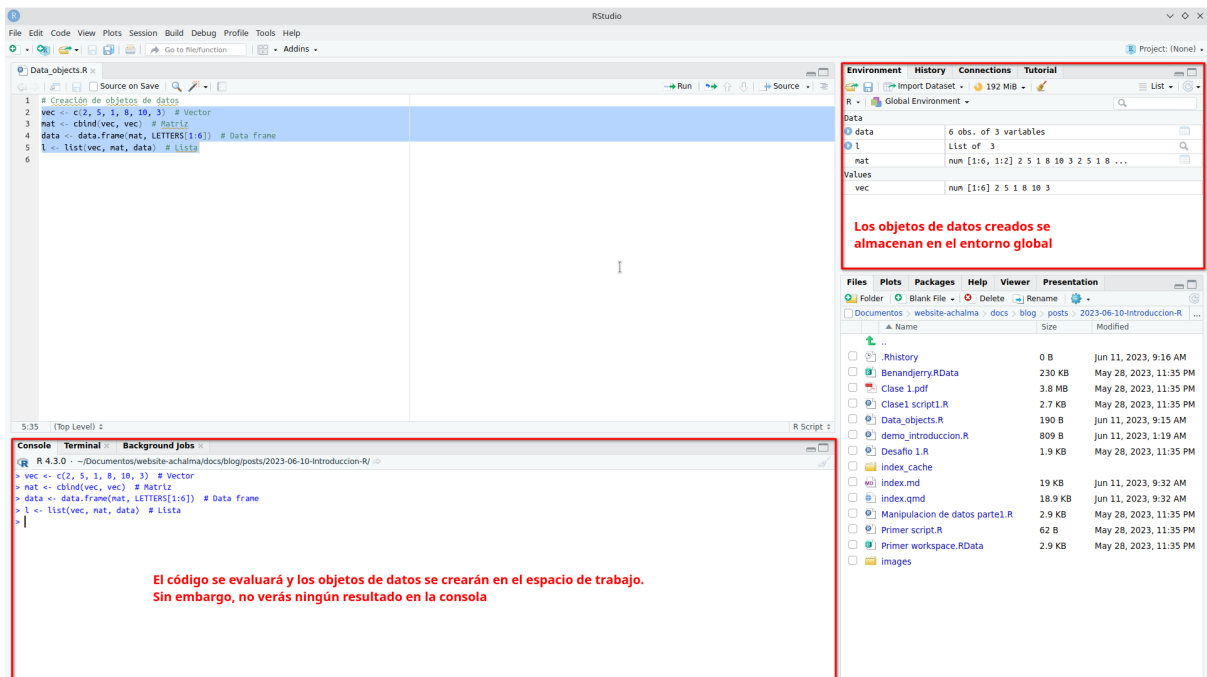 RStudio
File Edit Code View Plots Session Build Debug Profile Tools Help
Go to file/function Addins Project: (None)
Data_objects.R
Source on Save Run Source
1 # Creación de objetos de datos
2 vec <- c(2, 5, 1, 8, 10, 3)  # Vector
3 mat <- cbind(vec, vec)  # Matriz
4 data <- data.frame(mat, LETTERS[1:6])  # Data frame
5 l <- list(vec, mat, data)  # Lista
6
5:35 (Top Level) R Script
Console Terminal Background Jobs
R 4.3.0 · ~/Documentos/website-achalma/docs/blog/posts/2023-06-10-Introduccion-R/
> vec <- c(2, 5, 1, 8, 10, 3)  # Vector
> mat <- cbind(vec, vec)  # Matriz
> data <- data.frame(mat, LETTERS[1:6])  # Data frame
> l <- list(vec, mat, data)  # Lista
>
El código se evaluará y los objetos de datos se crearán en el espacio de trabajo.
Sin embargo, no verás ningún resultado en la consola
Environment History Connections Tutorial
Import Dataset 192 MiB List
R Global Environment
Data
data 6 obs. of 3 variables
l List of 3
mat num [1:6, 1:2] 2 5 1 8 10 3 2 5 1 8 ...
Values
vec num [1:6] 2 5 1 8 10 3
Los objetos de datos creados se
almacenan en el entorno global
Files Plots Packages Help Viewer Presentation
Folder Blank File Delete Rename
Documentos website-achalma docs blog posts 2023-06-10-Introduccion-R ...
Name Size Modified
..
.Rhistory 0 B Jun 11, 2023, 9:16 AM
Benandjerry.RData 230 KB May 28, 2023, 11:35 PM
Clase 1.pdf 3.8 MB May 28, 2023, 11:35 PM
Clase1 script1.R 2.7 KB May 28, 2023, 11:35 PM
Data_objects.R 190 B Jun 11, 2023, 9:15 AM
demo_introduccion.R 809 B Jun 11, 2023, 1:19 AM
Desafio 1.R 1.9 KB May 28, 2023, 11:35 PM
index_cache
index.md 19 KB Jun 11, 2023, 9:32 AM
index.qmd 18.9 KB Jun 11, 2023, 9:32 AM
Manipulacion de datos parte1.R 2.9 KB May 28, 2023, 11:35 PM
Primer script.R 62 B May 28, 2023, 11:35 PM
Primer workspace.RData 2.9 KB May 28, 2023, 11:35 PM
images